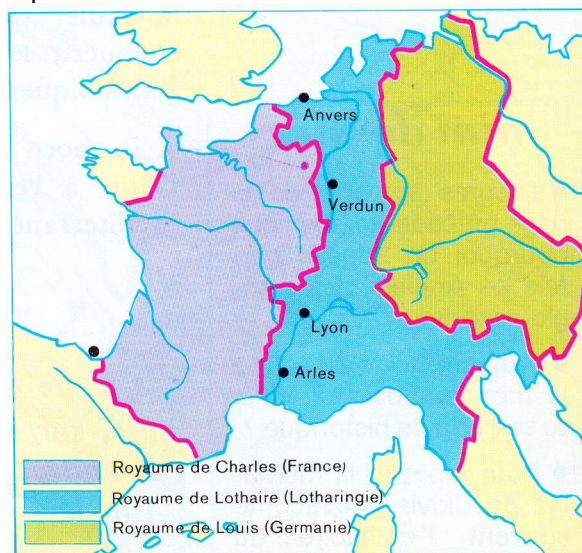 Anvers
Verdun
Lyon
Arles
Royaume de Charles (France)
Royaume de Lothaire (Lotharingie)
Royaume de Louis (Germanie)